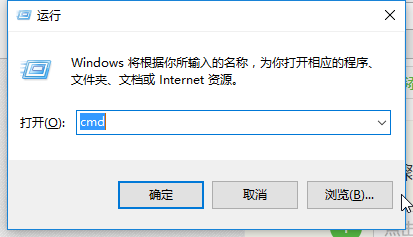 运行
Windows 将根据你所输入的名称，为你打开相应的程序、
文件夹、文档或 Internet 资源。
打开(O): cmd
确定 取消 浏览(B)...